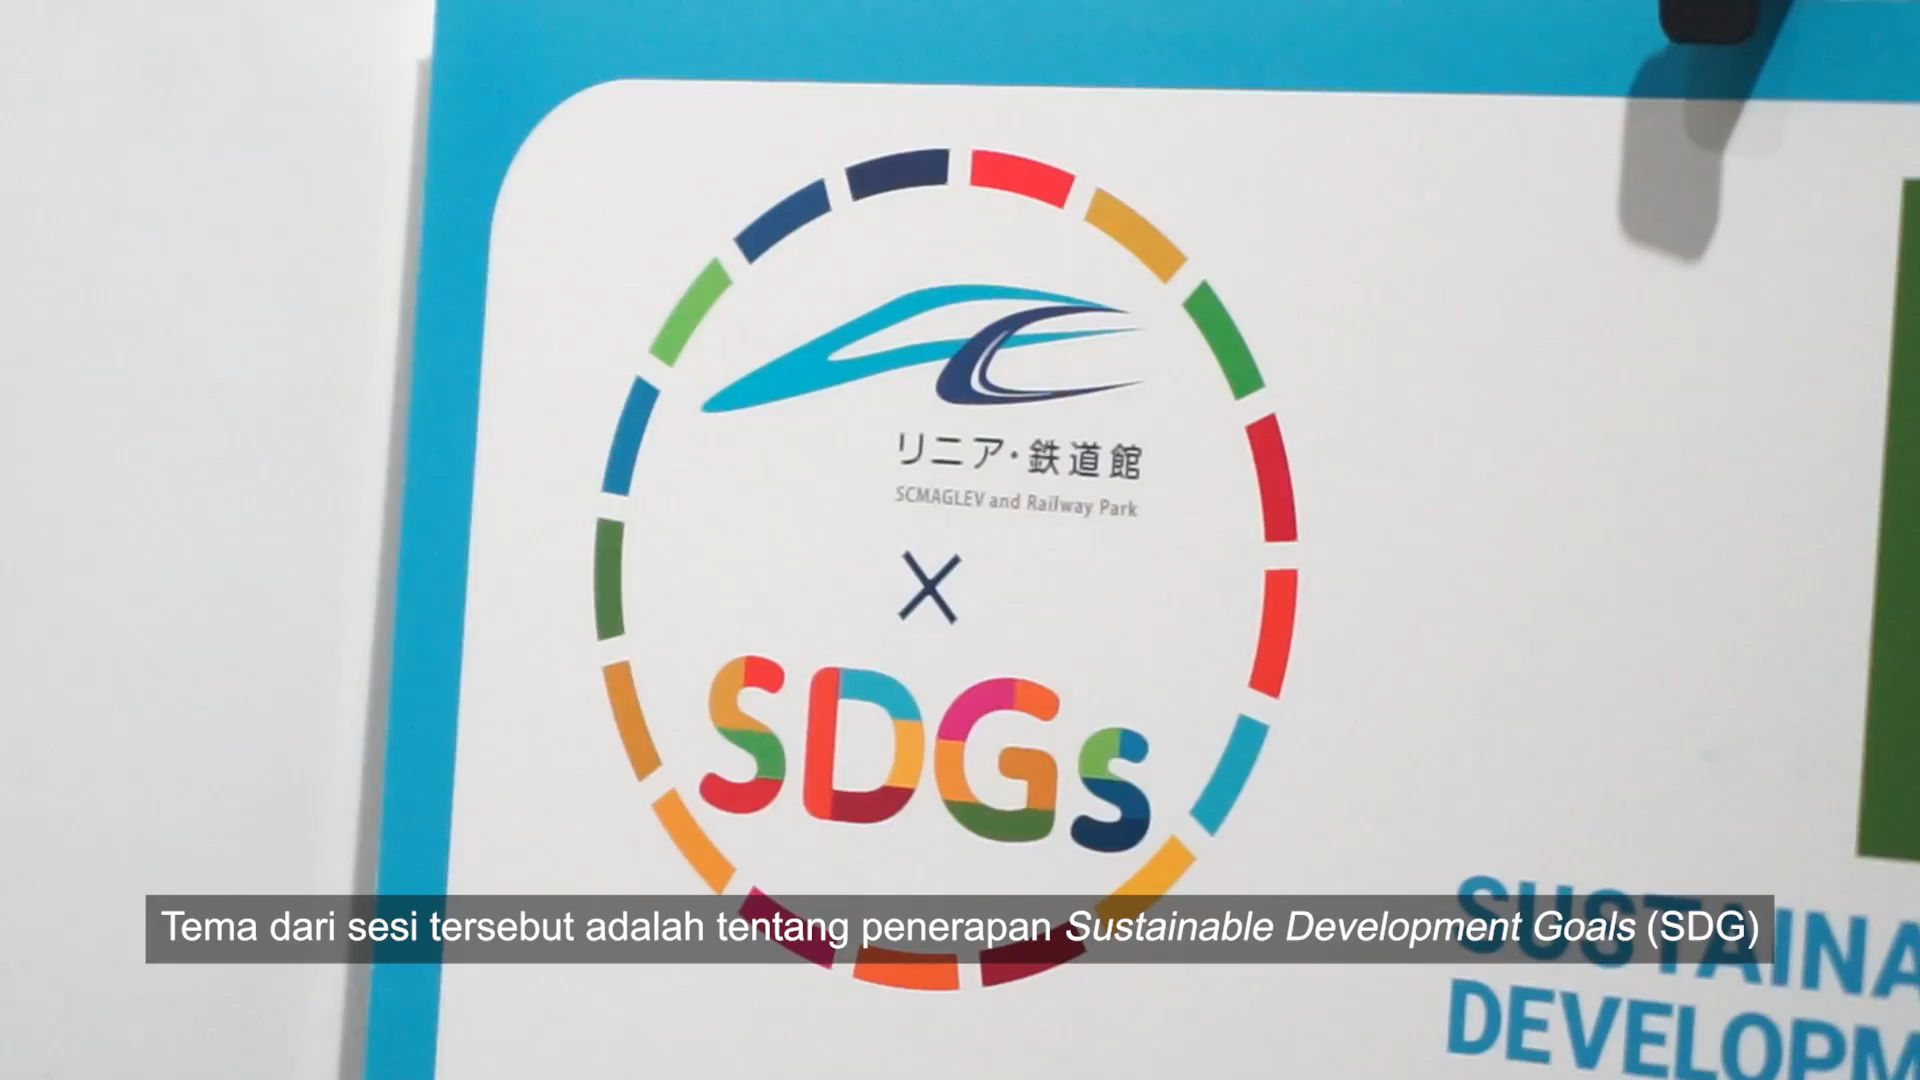 リニア・鉄道館
SCMAGLEV and Railway Park
×
SDGs
Tema dari sesi tersebut adalah tentang penerapan Sustainable Development Goals (SDG)
SUSTAINA
DEVELOPM